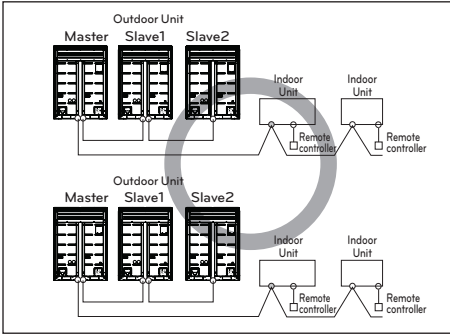 Outdoor Unit
Master Slave1 Slave2
Indoor Unit
Indoor Unit
Remote controller
Remote controller
Outdoor Unit
Master Slave1 Slave2
Indoor Unit
Indoor Unit
Remote controller
Remote controller